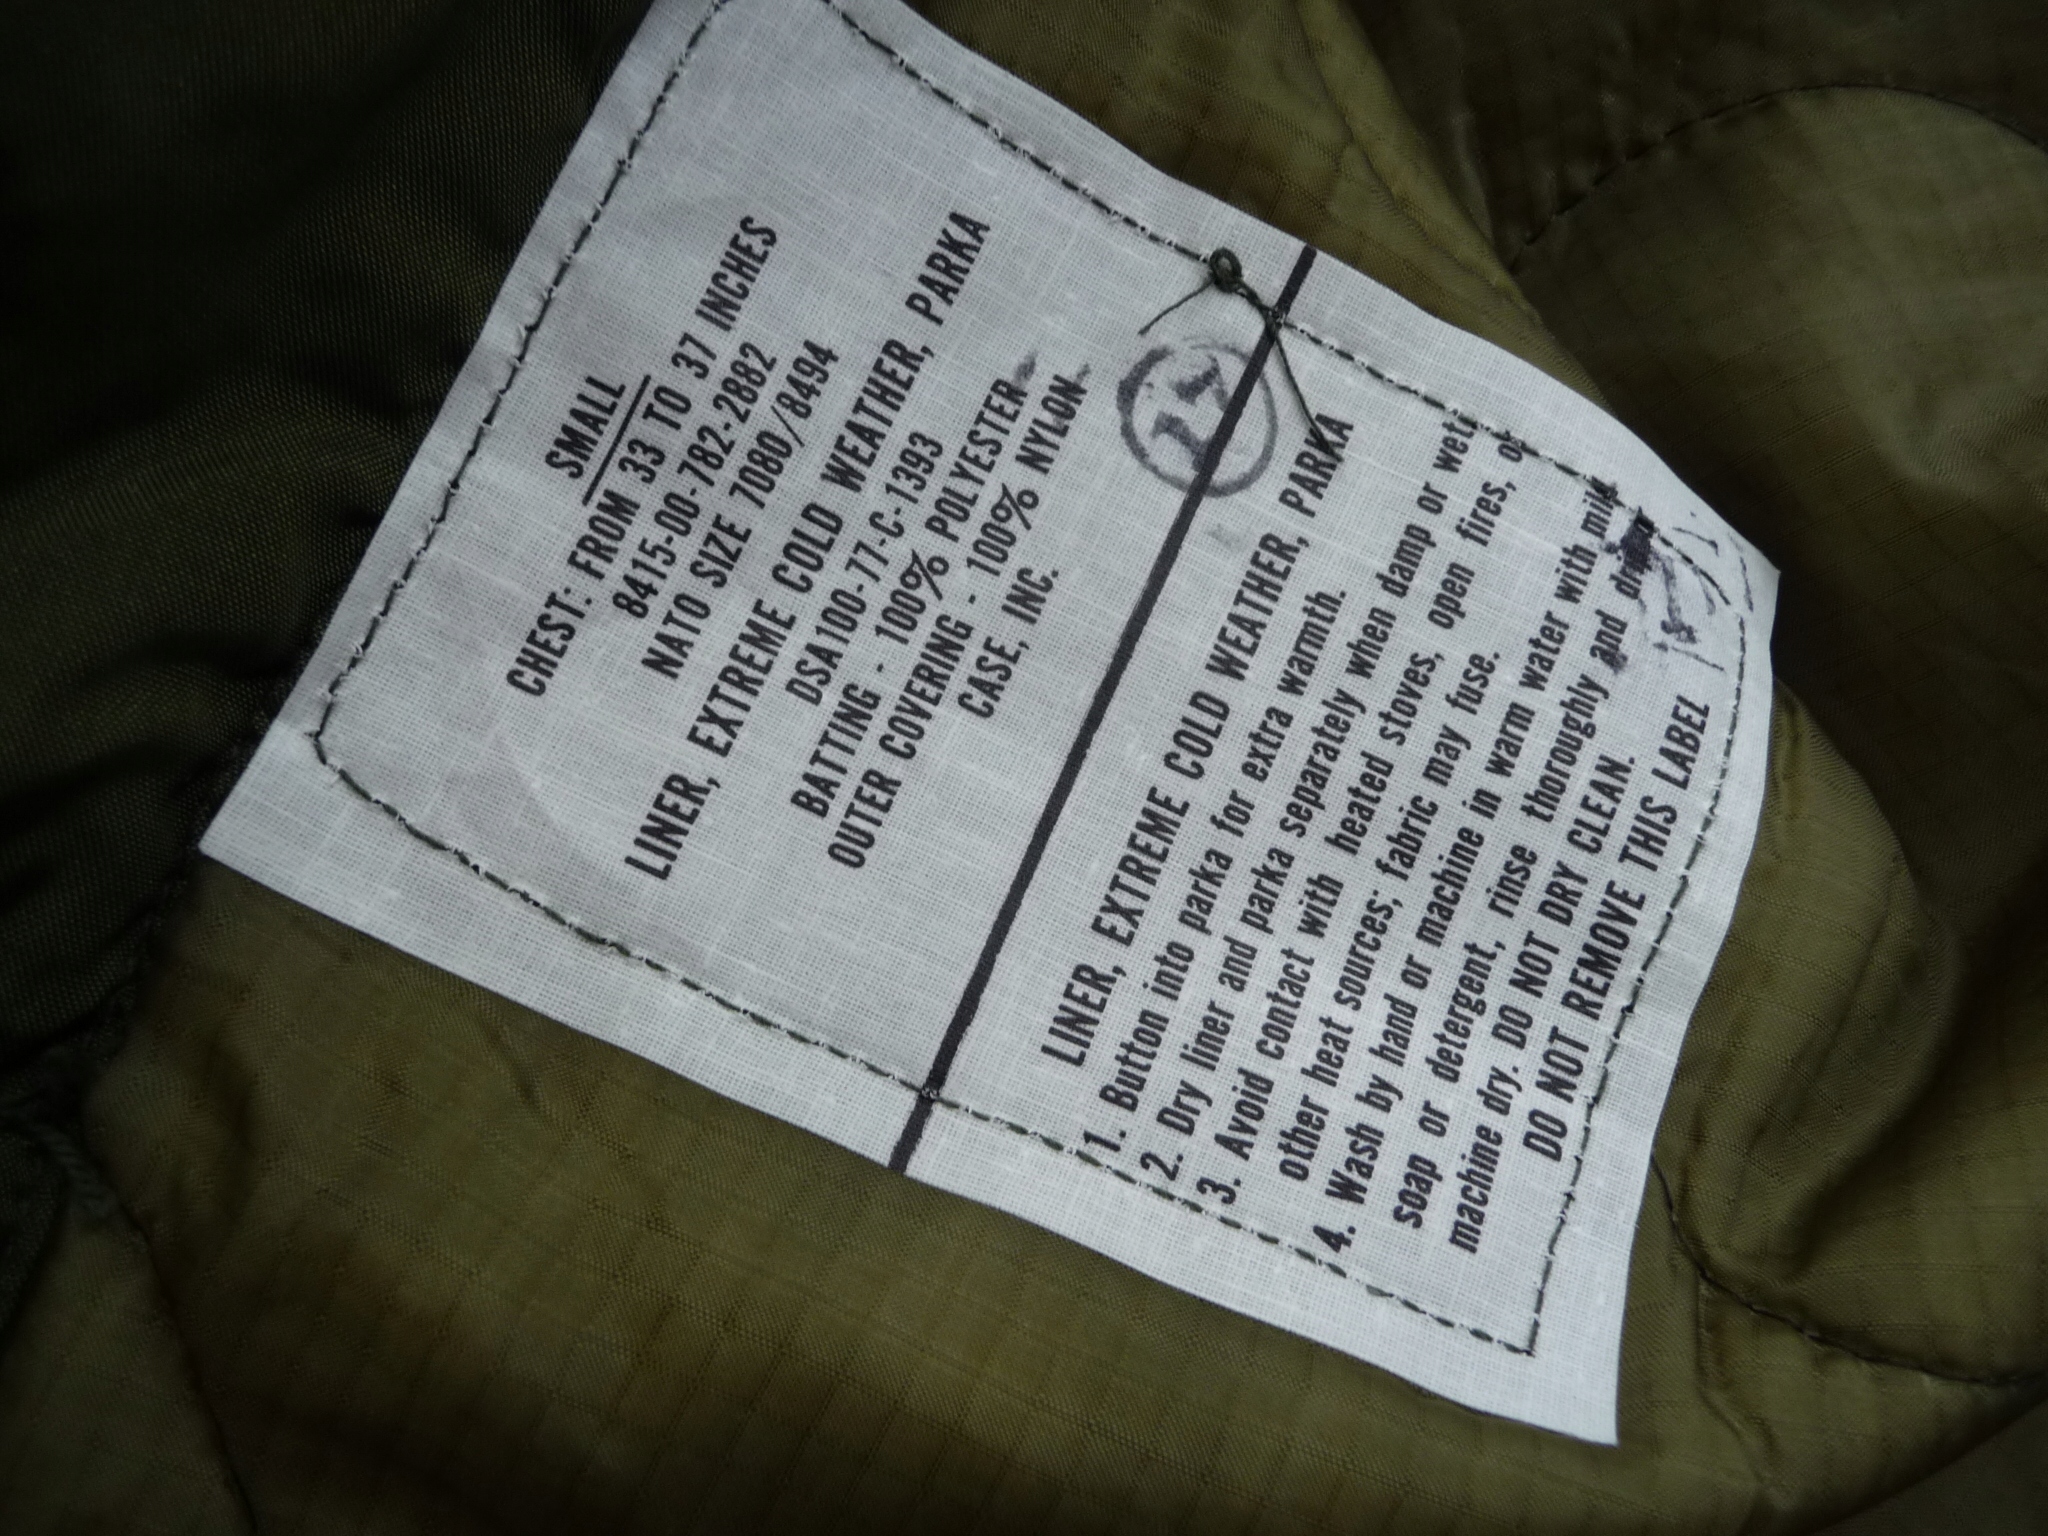 SMALL
CHEST: FROM 33 TO 37 INCHES
8415-00-782-2882
NATO SIZE 7080/8494
LINER, EXTREME COLD WEATHER, PARKA
DSA100-77-C-1393
BATTING - 100% POLYESTER
OUTER COVERING - 100% NYLON
CASE, INC.
LINER, EXTREME COLD WEATHER, PARKA
1. Button into parka for extra warmth.
2. Dry liner and parka separately when damp or wet.
3. Avoid contact with heated stoves, open fires, or
other heat sources; fabric may fuse.
4. Wash by hand or machine in warm water with mild
soap or detergent, rinse thoroughly and
machine dry. DO NOT DRY CLEAN.
DO NOT REMOVE THIS LABEL